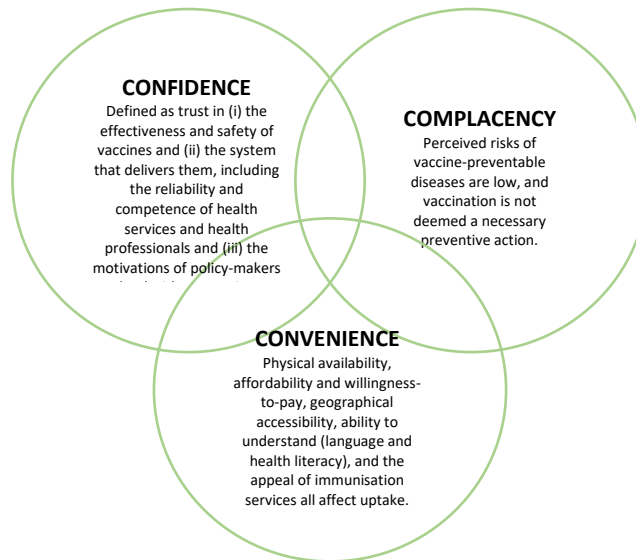 CONFIDENCE
Defined as trust in (i) the
effectiveness and safety of
vaccines and (ii) the system
that delivers them, including
the reliability and
competence of health
services and health
professionals and (iii) the
motivations of policy-makers
COMPLACENCY
Perceived risks of
vaccine-preventable
diseases are low, and
vaccination is not
deemed a necessary
preventive action.
CONVENIENCE
Physical availability,
affordability and willingness-
to-pay, geographical
accessibility, ability to
understand (language and
health literacy), and the
appeal of immunisation
services all affect uptake.